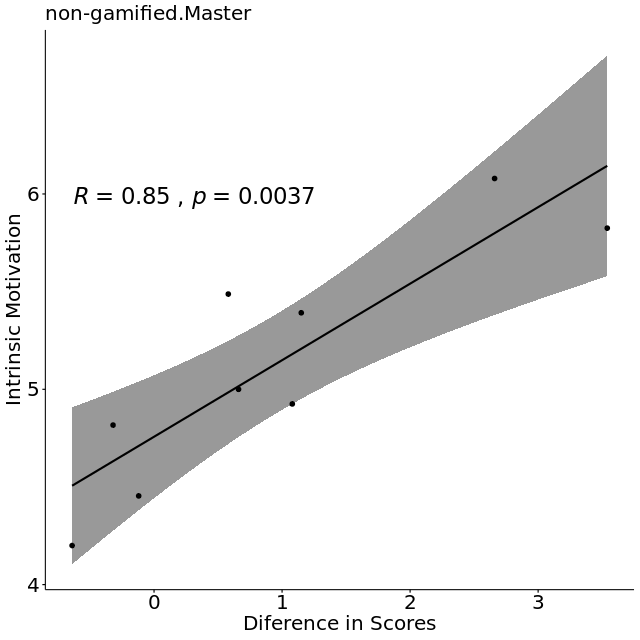 non-gamified.Master
R = 0.85 , p = 0.0037
Intrinsic Motivation
6
5
4
0 1 2 3
Diference in Scores